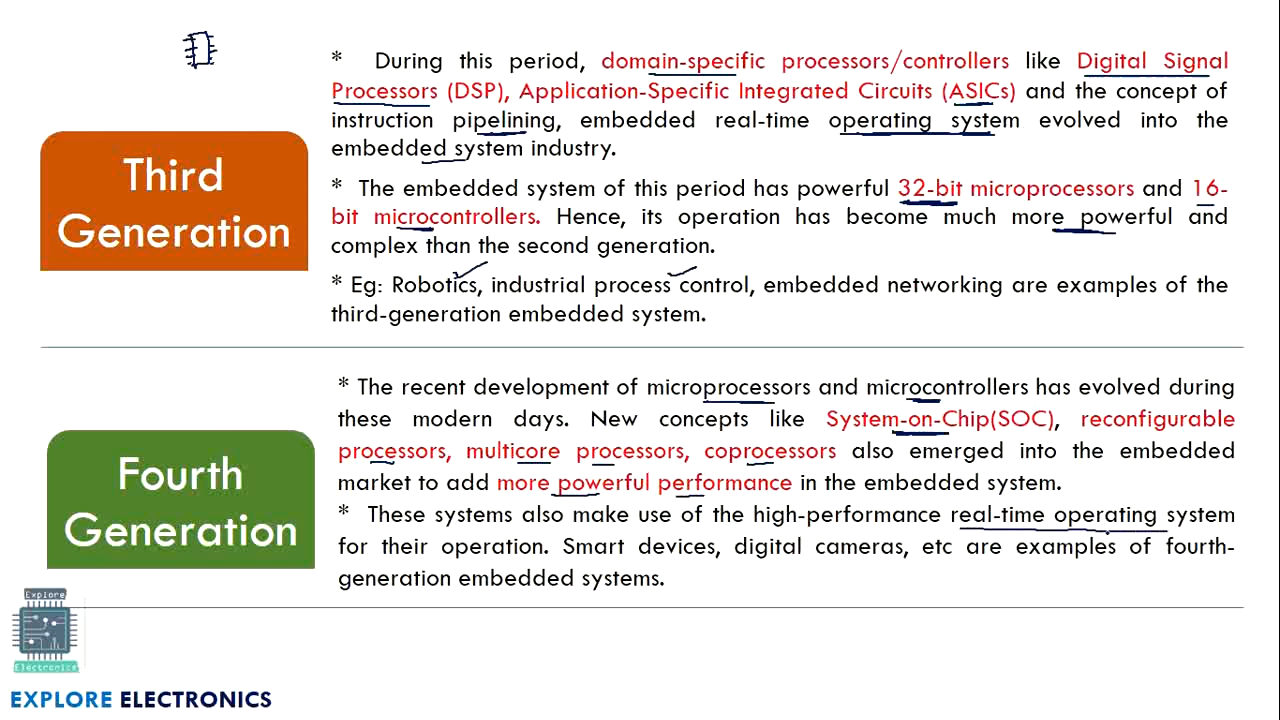 * During this period, domain-specific processors/controllers like Digital Signal
Processors (DSP), Application-Specific Integrated Circuits (ASICs) and the concept of
instruction pipelining, embedded real-time operating system evolved into the
embedded system industry.
Third
Generation
* The embedded system of this period has powerful 32-bit microprocessors and 16-
bit microcontrollers. Hence, its operation has become much more powerful and
complex than the second generation.
* Eg: Robotics, industrial process control, embedded networking are examples of the
third-generation embedded system.
* The recent development of microprocessors and microcontrollers has evolved during
these modern days. New concepts like System-on-Chip(SOC), reconfigurable
processors, multicore processors, coprocessors also emerged into the embedded
market to add more powerful performance in the embedded system.
Fourth
Generation
* These systems also make use of the high-performance real-time operating system
for their operation. Smart devices, digital cameras, etc are examples of fourth-
generation embedded systems.
Explore
Electronics
EXPLORE ELECTRONICS